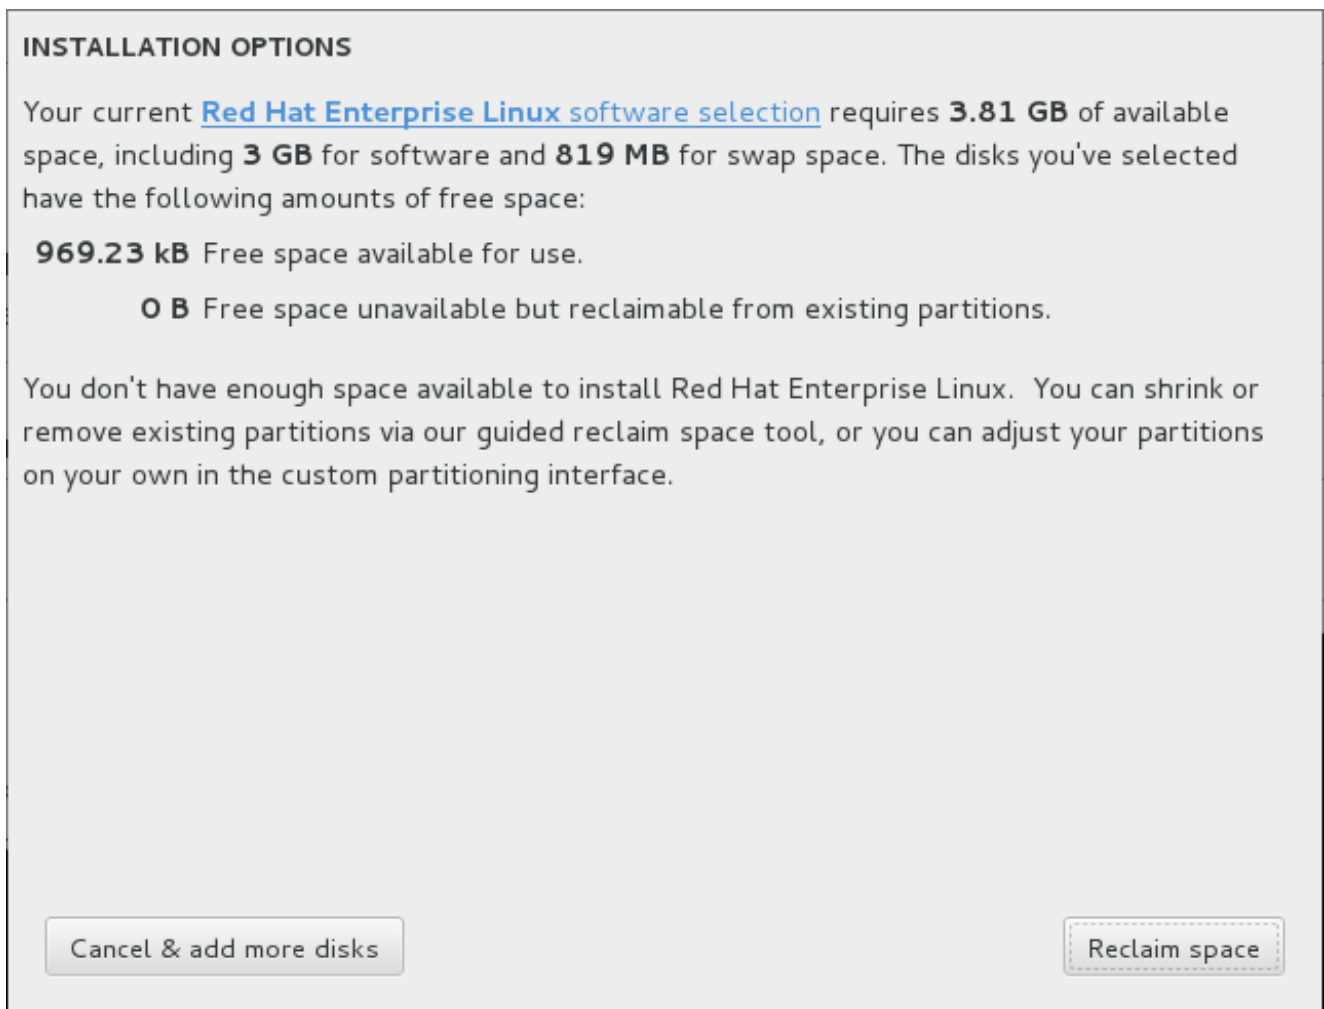 INSTALLATION OPTIONS
Your current Red Hat Enterprise Linux software selection requires 3.81 GB of available
space, including 3 GB for software and 819 MB for swap space. The disks you've selected
have the following amounts of free space:
969.23 kB Free space available for use.
0 B Free space unavailable but reclaimable from existing partitions.
You don't have enough space available to install Red Hat Enterprise Linux.  You can shrink or
remove existing partitions via our guided reclaim space tool, or you can adjust your partitions
on your own in the custom partitioning interface.
Cancel & add more disks
Reclaim space